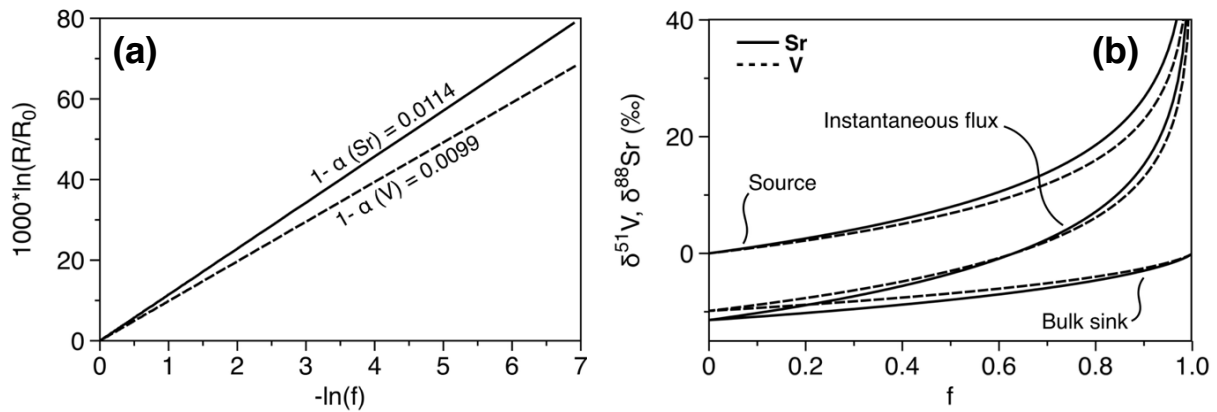 (a)
80
60
40
20
0
1000*ln(R/R₀)
1- α (Sr) = 0.0114
1- α (V) = 0.0099
0 1 2 3 4 5 6 7
-ln(f)
(b)
Sr
V
40
20
0
δ⁵¹V, δ⁸⁸Sr (‰)
Instantaneous flux
Source
Bulk sink
0 0.2 0.4 0.6 0.8 1.0
f